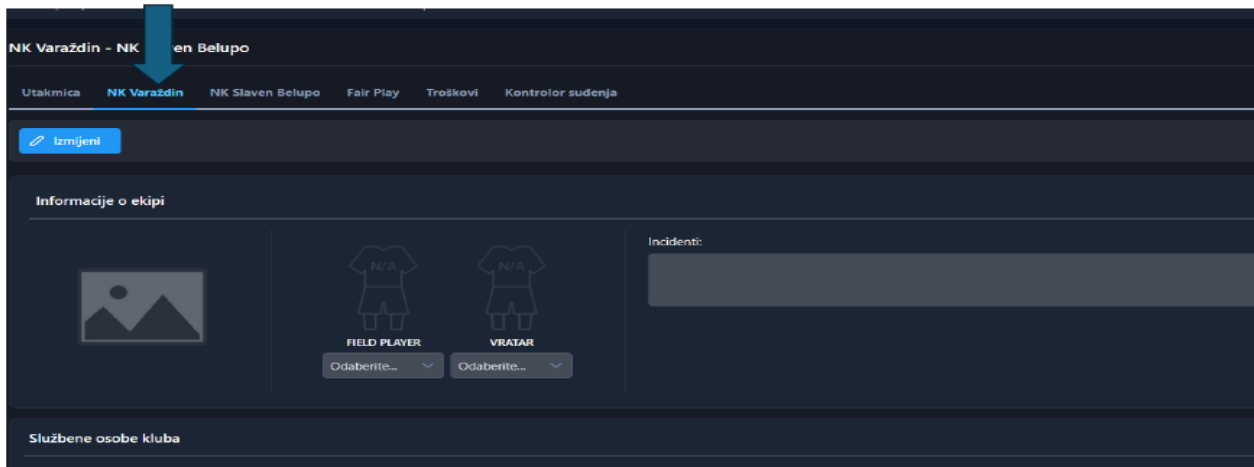 NK Varaždin - NK en Belupo
Utakmica NK Varaždin NK Slaven Belupo Fair Play Troškovi Kontrolor suđenja
Izmijeni
Informacije o ekipi
Incidenti:
N/A N/A
FIELD PLAYER VRATAR
Odaberite... Odaberite...
Službene osobe kluba